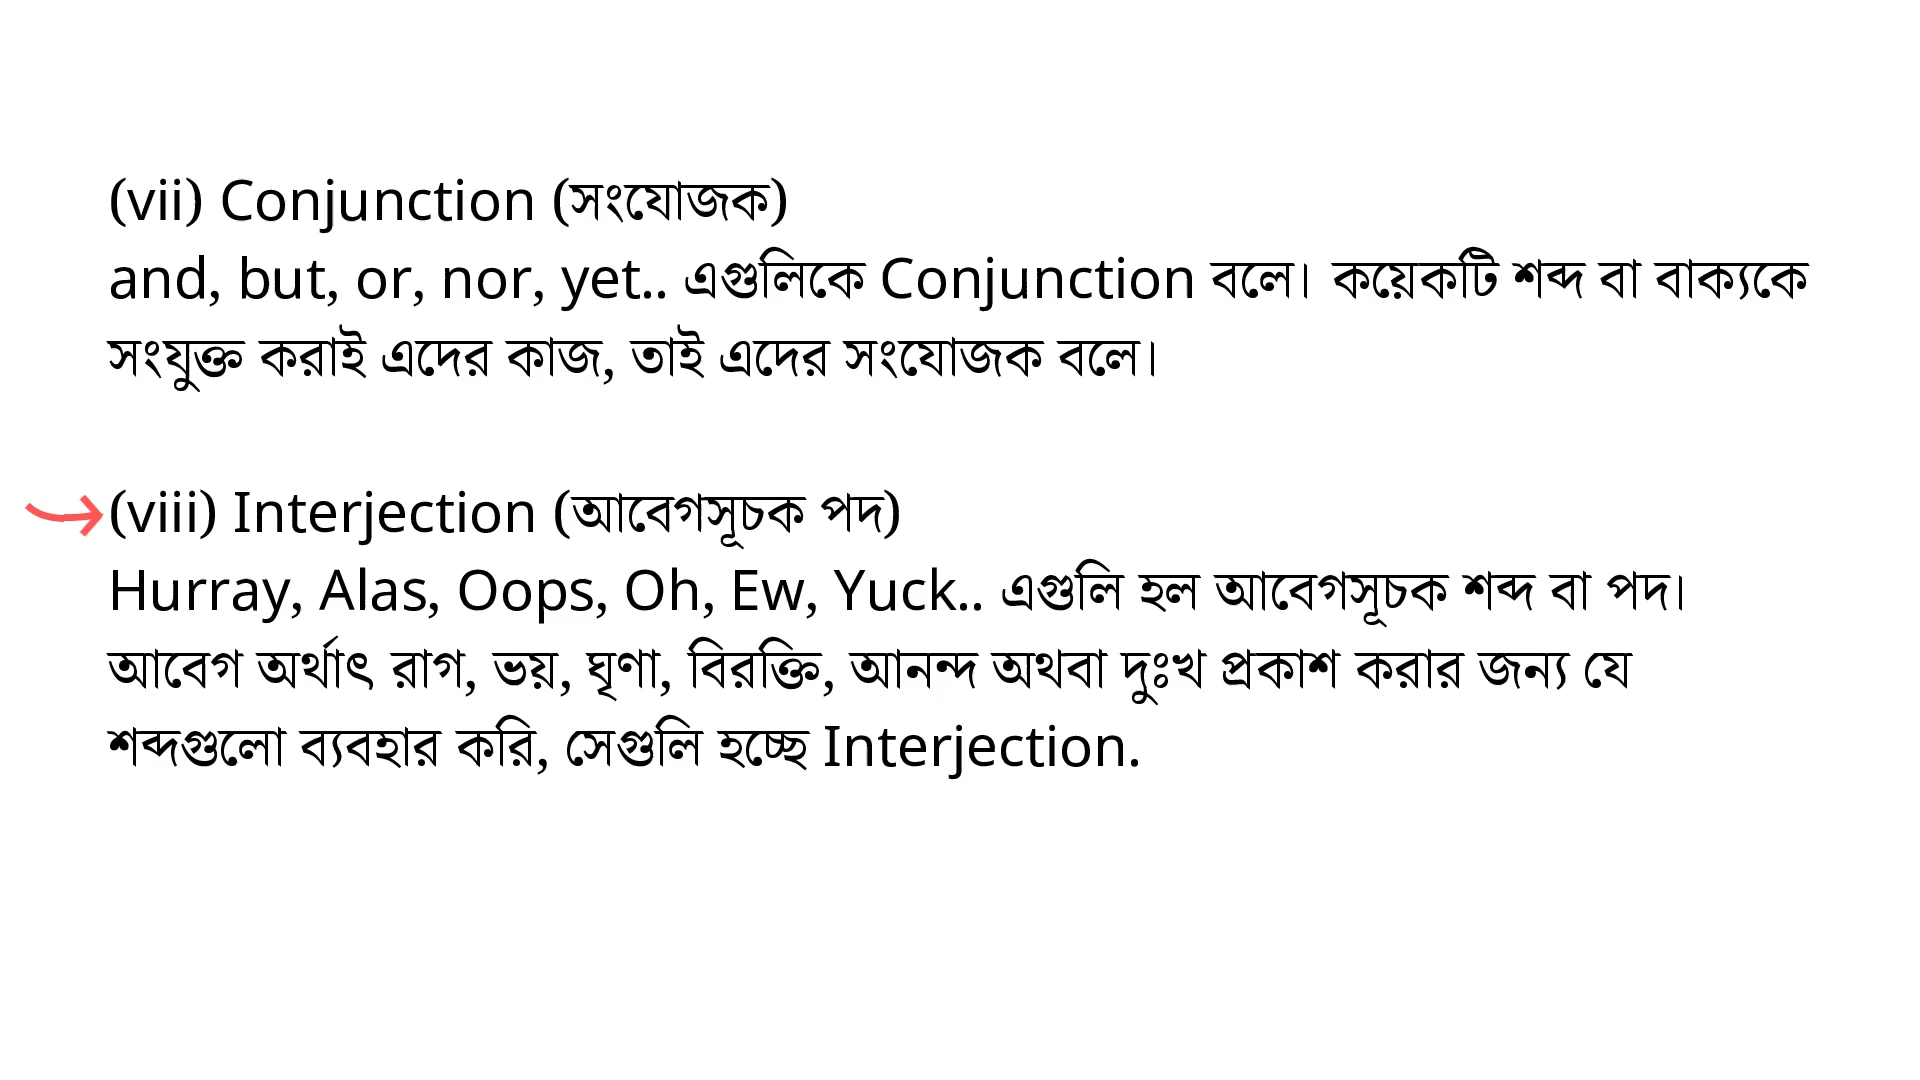 (vii) Conjunction (সংযোজক)
and, but, or, nor, yet.. এগুলিকে Conjunction বলে। কয়েকটি শব্দ বা বাক্যকে
সংযুক্ত করাই এদের কাজ, তাই এদের সংযোজক বলে।
(viii) Interjection (আবেগসূচক পদ)
Hurray, Alas, Oops, Oh, Ew, Yuck.. এগুলি হল আবেগসূচক শব্দ বা পদ।
আবেগ অর্থাৎ রাগ, ভয়, ঘৃণা, বিরক্তি, আনন্দ অথবা দুঃখ প্রকাশ করার জন্য যে
শব্দগুলো ব্যবহার করি, সেগুলি হচ্ছে Interjection.